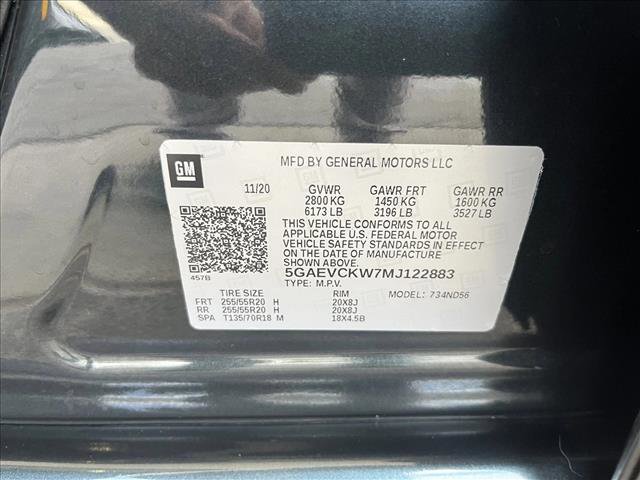 GM
MFD BY GENERAL MOTORS LLC
11/20 GVWR GAWR FRT GAWR RR
2800 KG 1450 KG 1600 KG
6173 LB 3196 LB 3527 LB
THIS VEHICLE CONFORMS TO ALL
APPLICABLE U.S. FEDERAL MOTOR
VEHICLE SAFETY STANDARDS IN EFFECT
ON THE DATE OF MANUFACTURE
SHOWN ABOVE.
457B 5GAEVCKW7MJ122883
TYPE: M.P.V. MODEL: 734ND56
TIRE SIZE RIM
FRT 255/55R20 H 20X8J
RR 255/55R20 H 20X8J
SPA T135/70R18 M 18X4.5B